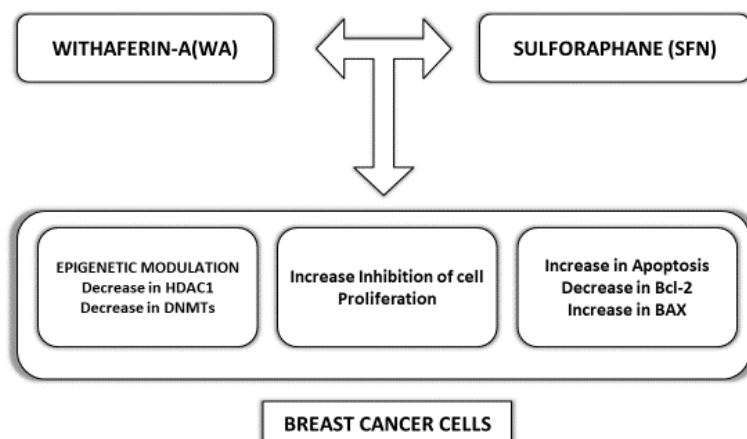 WITHAFERIN-A(WA)
SULFORAPHANE (SFN)
EPIGENETIC MODULATION
Decrease in HDAC1
Decrease in DNMTs
Increase Inhibition of cell
Proliferation
Increase in Apoptosis
Decrease in Bcl-2
Increase in BAX
BREAST CANCER CELLS